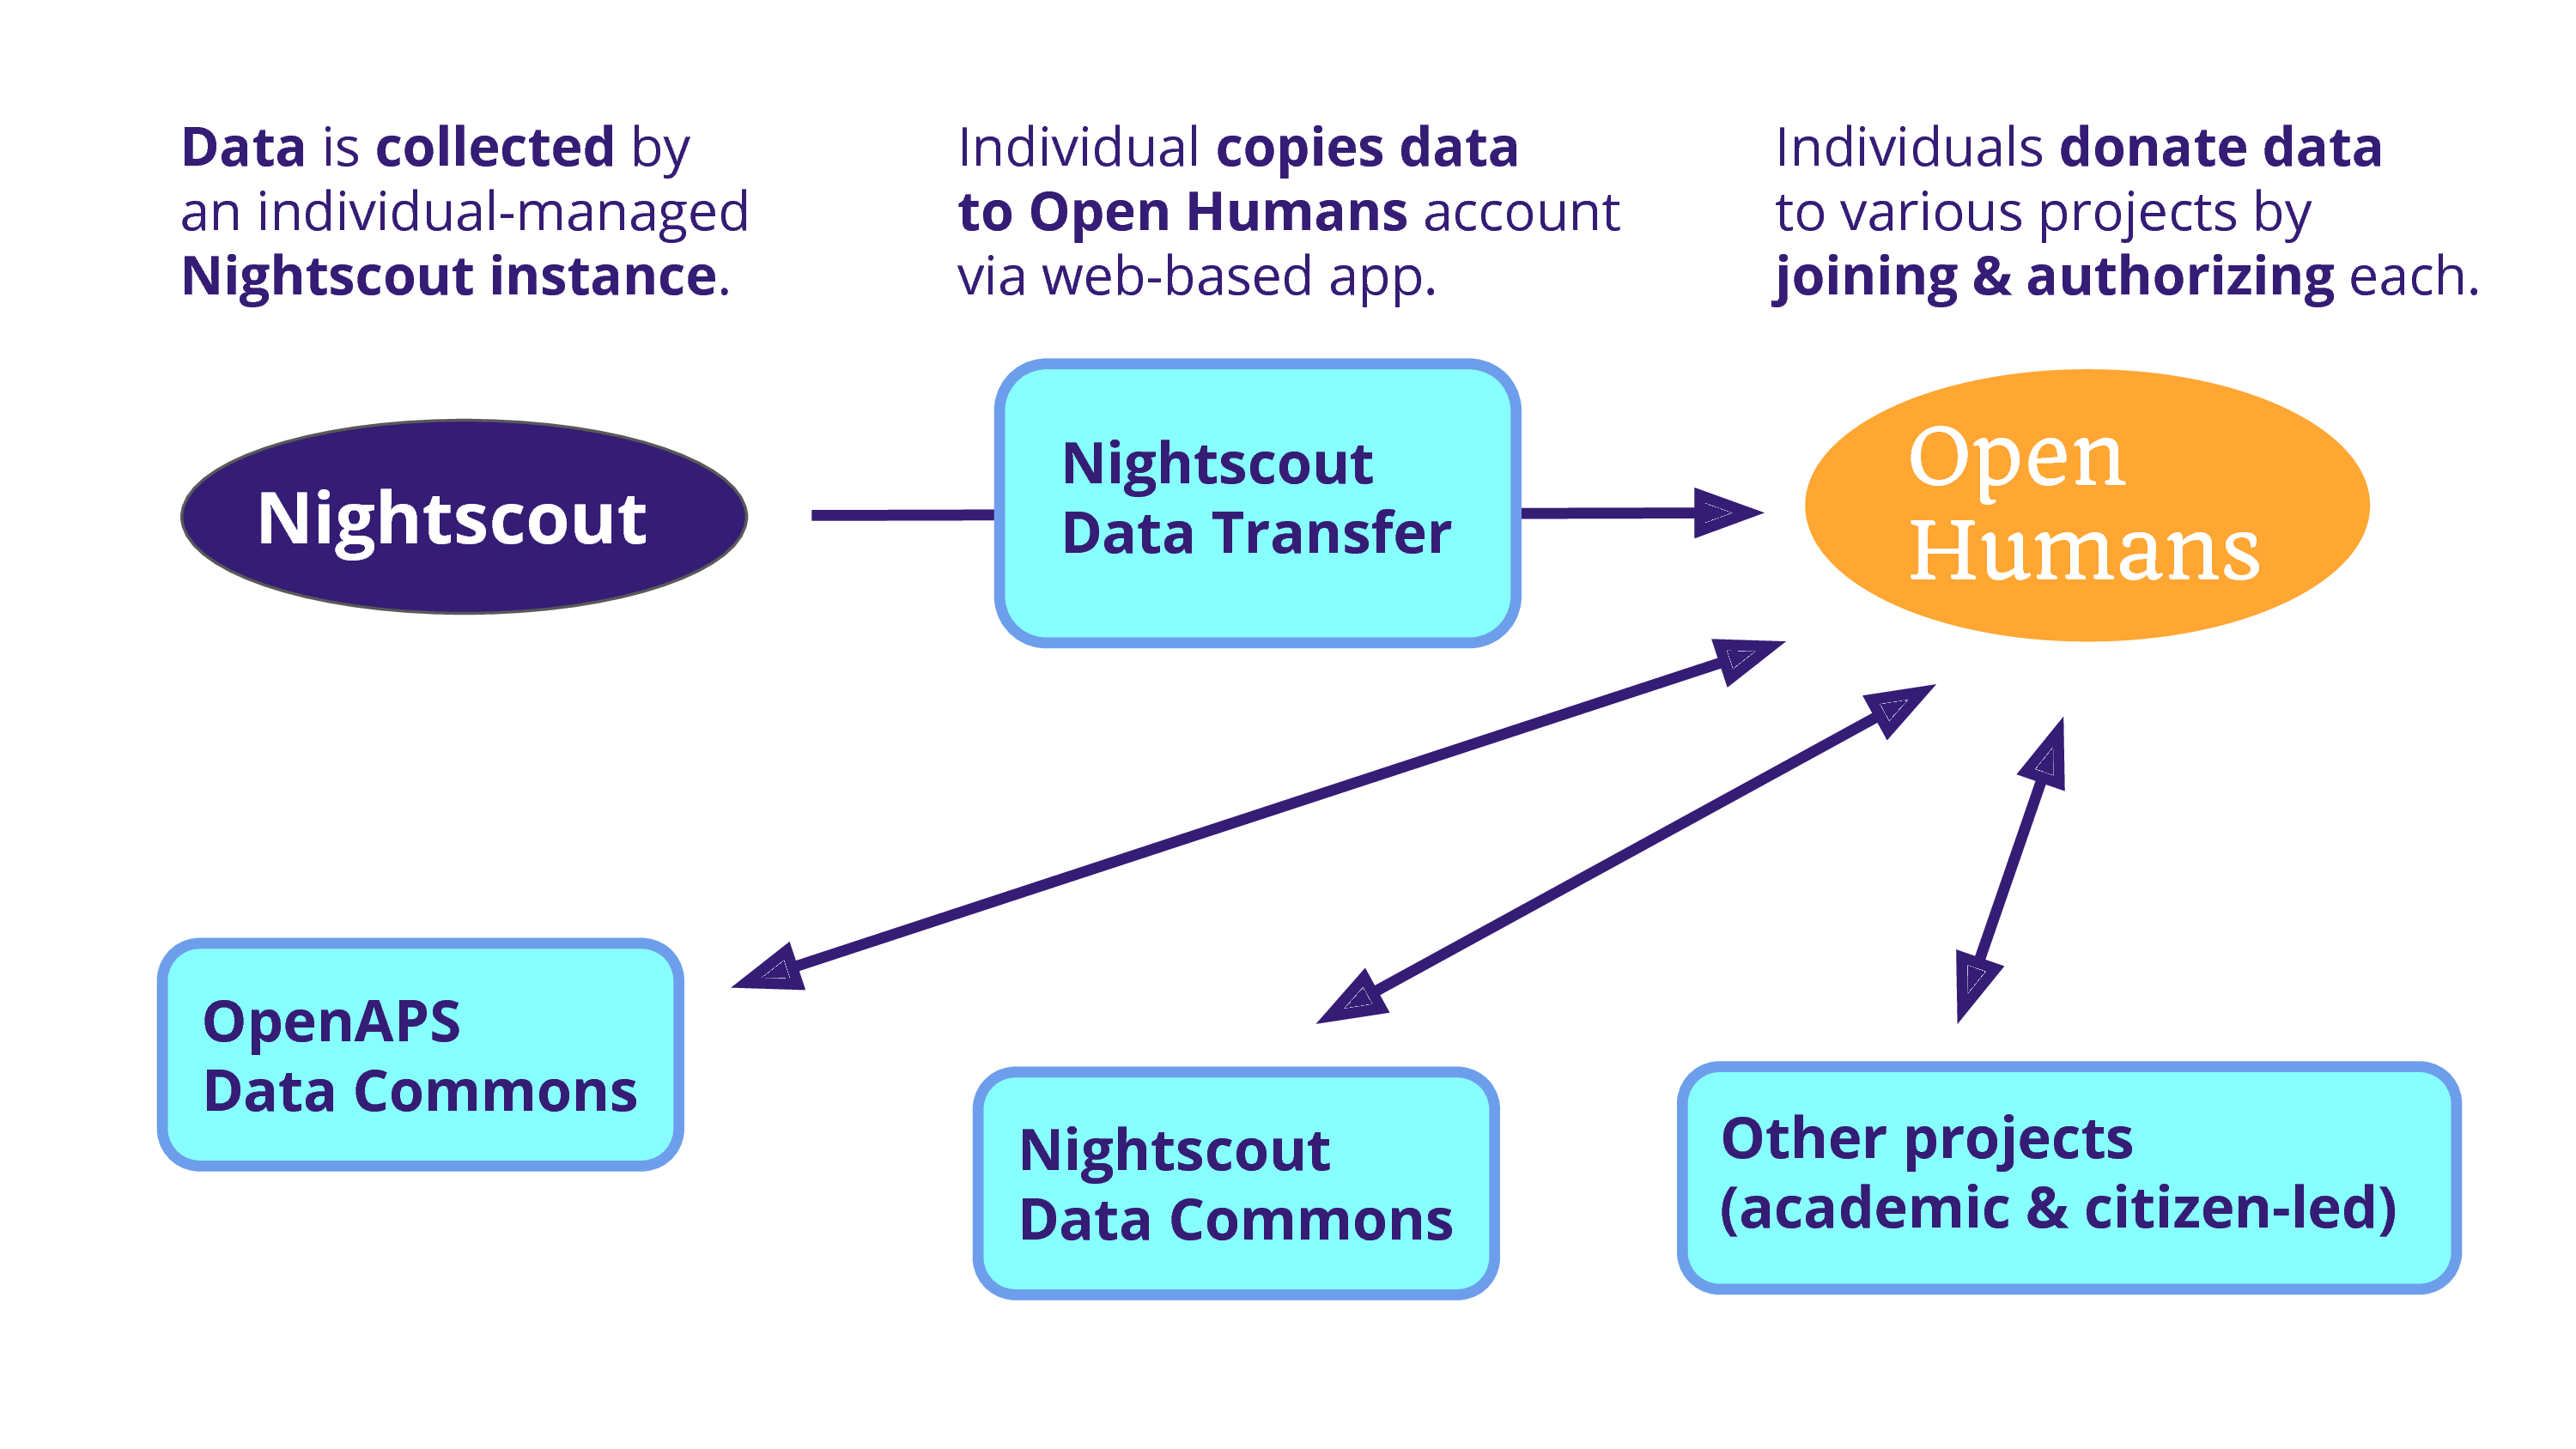 Data is collected by
an individual-managed
Nightscout instance.
Individual copies data
to Open Humans account
via web-based app.
Individuals donate data
to various projects by
joining & authorizing each.
Nightscout
Nightscout
Data Transfer
Open
Humans
OpenAPS
Data Commons
Nightscout
Data Commons
Other projects
(academic & citizen-led)